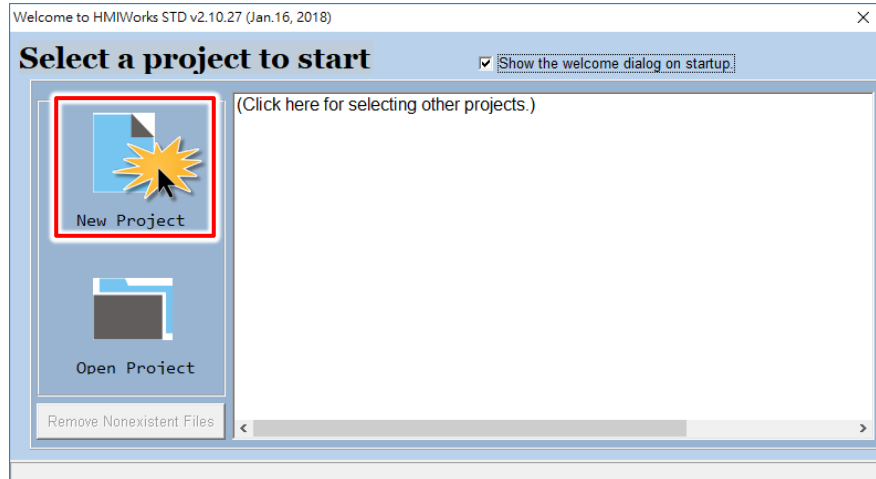 Welcome to HMIWorks STD v2.10.27 (Jan.16, 2018)
Select a project to start
Show the welcome dialog on startup.
(Click here for selecting other projects.)
New Project
Open Project
Remove Nonexistent Files